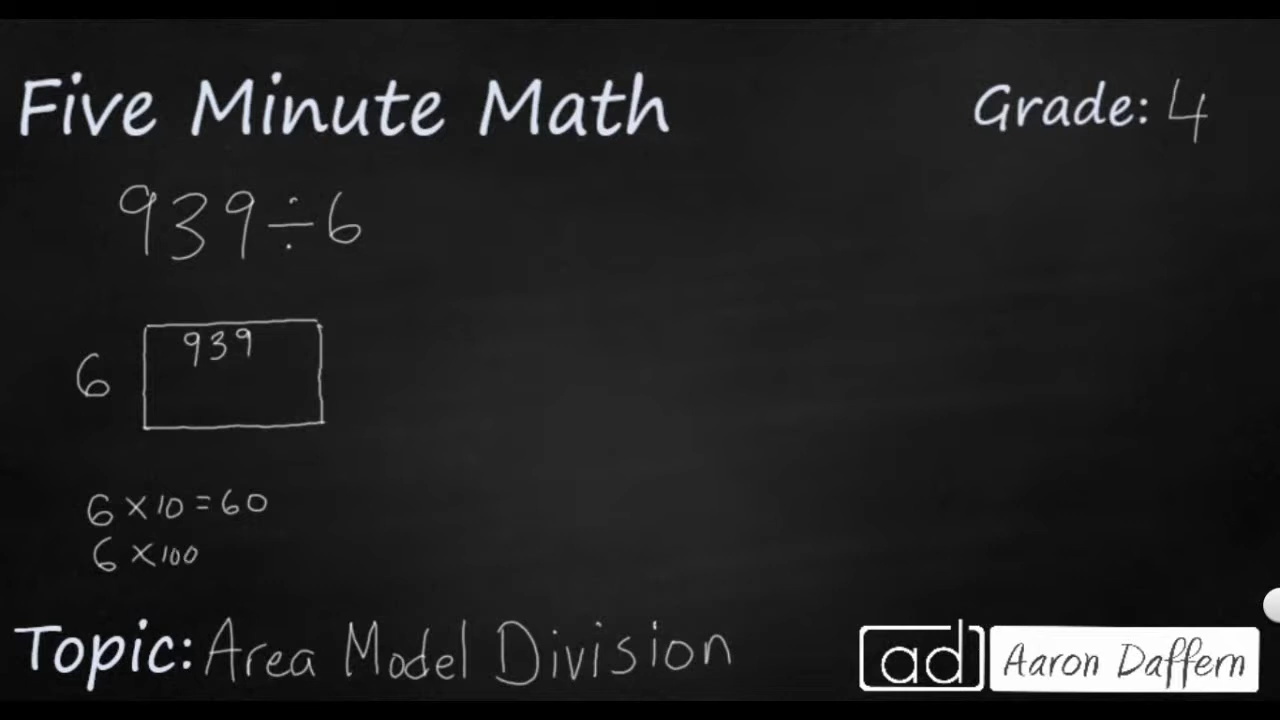 Five Minute Math
Grade: 4
939÷6
939
6
6×10=60
6×100
Topic: Area Model Division
ad Aaron Daffern